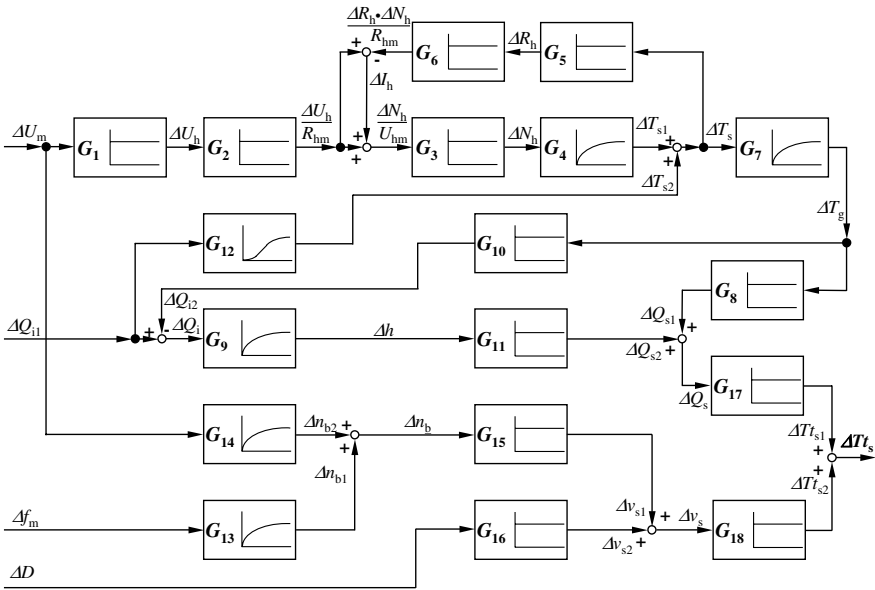 ΔR_h•ΔN_h
R_hm
+
-
G_6
ΔR_h
G_5
ΔI_h
ΔU_m
G_1
ΔU_h
G_2
ΔU_h
R_hm
+
+
ΔN_h
U_hm
G_3
ΔN_h
G_4
ΔT_s1
+
+
ΔT_s
G_7
ΔT_s2
ΔT_g
G_12
G_10
G_8
ΔQ_i2
ΔQ_s1
+
ΔQ_i1
+
-
ΔQ_i
G_9
Δh
G_11
ΔQ_s2
+
ΔQ_s
G_17
G_14
Δn_b2
+
+
Δn_b
G_15
ΔTt_s1
+
ΔTt_s
+
ΔTt_s2
Δn_b1
Δf_m
G_13
G_16
Δv_s1
+
Δv_s2
+
Δv_s
G_18
ΔD